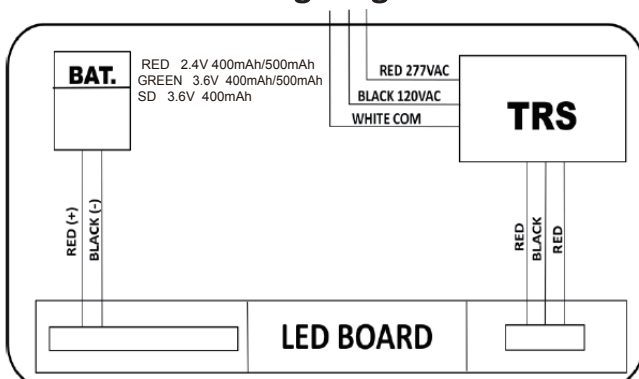 BAT.
RED 2.4V 400mAh/500mAh
GREEN 3.6V 400mAh/500mAh
SD 3.6V 400mAh
RED 277VAC
BLACK 120VAC
WHITE COM
TRS
RED (+)
BLACK (-)
RED
BLACK
RED
LED BOARD